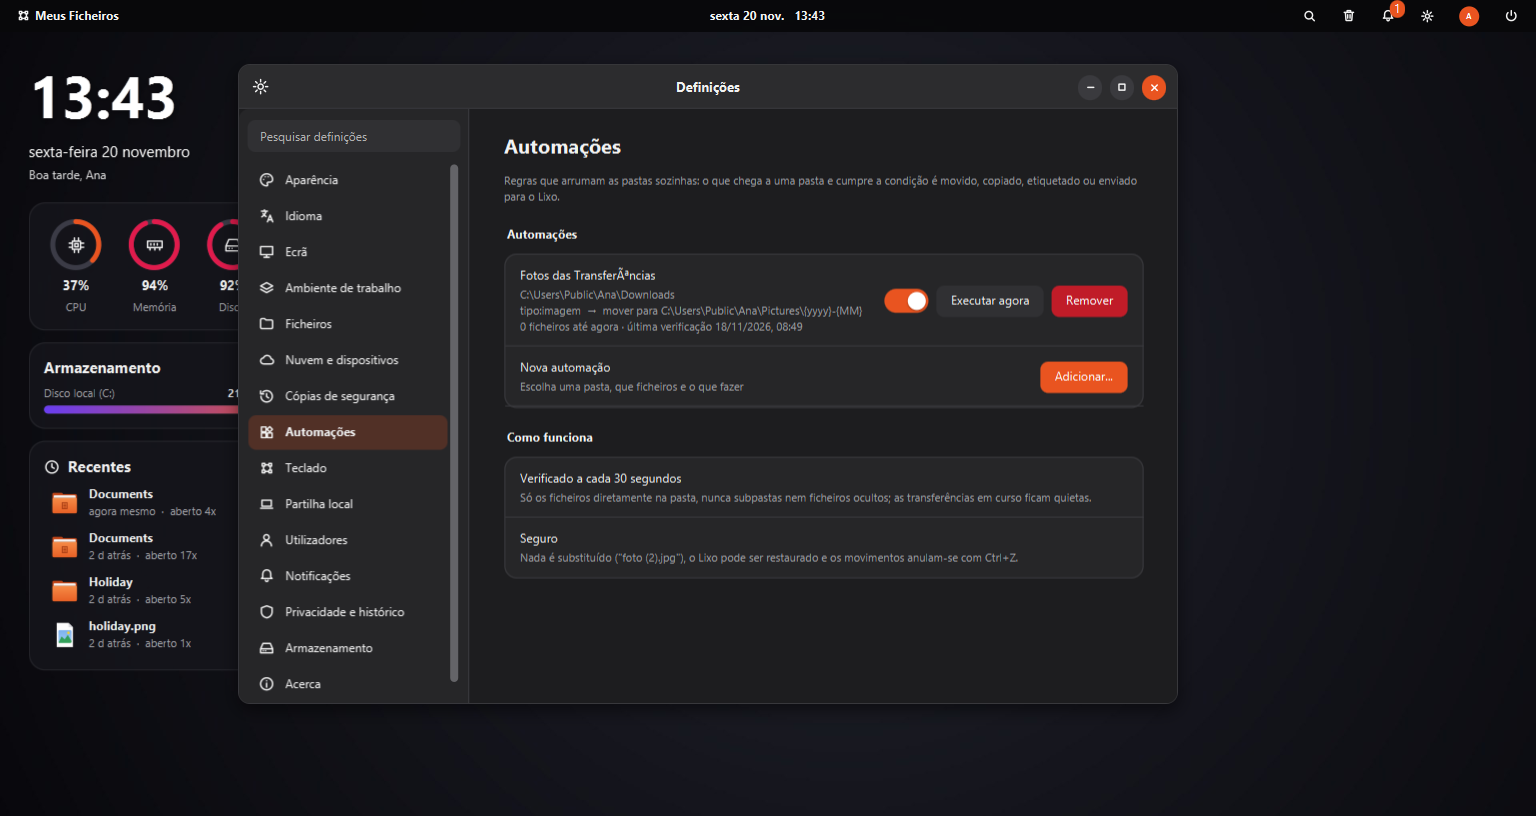 Meus Ficheiros
sexta 20 nov. 13:43
1
A
13:43
sexta-feira 20 novembro
Boa tarde, Ana
37%
CPU
94%
Memória
92%
Disc
Armazenamento
Disco local (C:)
21
Recentes
Documents
agora mesmo · aberto 4x
Documents
2 d atrás · aberto 17x
Holiday
2 d atrás · aberto 5x
holiday.png
2 d atrás · aberto 1x
Definições
Pesquisar definições
Aparência
Idioma
Ecrã
Ambiente de trabalho
Ficheiros
Nuvem e dispositivos
Cópias de segurança
Automações
Teclado
Partilha local
Utilizadores
Notificações
Privacidade e histórico
Armazenamento
Acerca
Automações
Regras que arrumam as pastas sozinhas: o que chega a uma pasta e cumpre a condição é movido, copiado, etiquetado ou enviado
para o Lixo.
Automações
Fotos das TransferÃªncias
C:\Users\Public\Ana\Downloads
tipo:imagem → mover para C:\Users\Public\Ana\Pictures\{yyyy}-{MM}
0 ficheiros até agora · última verificação 18/11/2026, 08:49
Executar agora
Remover
Nova automação
Escolha uma pasta, que ficheiros e o que fazer
Adicionar...
Como funciona
Verificado a cada 30 segundos
Só os ficheiros diretamente na pasta, nunca subpastas nem ficheiros ocultos; as transferências em curso ficam quietas.
Seguro
Nada é substituído ("foto (2).jpg"), o Lixo pode ser restaurado e os movimentos anulam-se com Ctrl+Z.